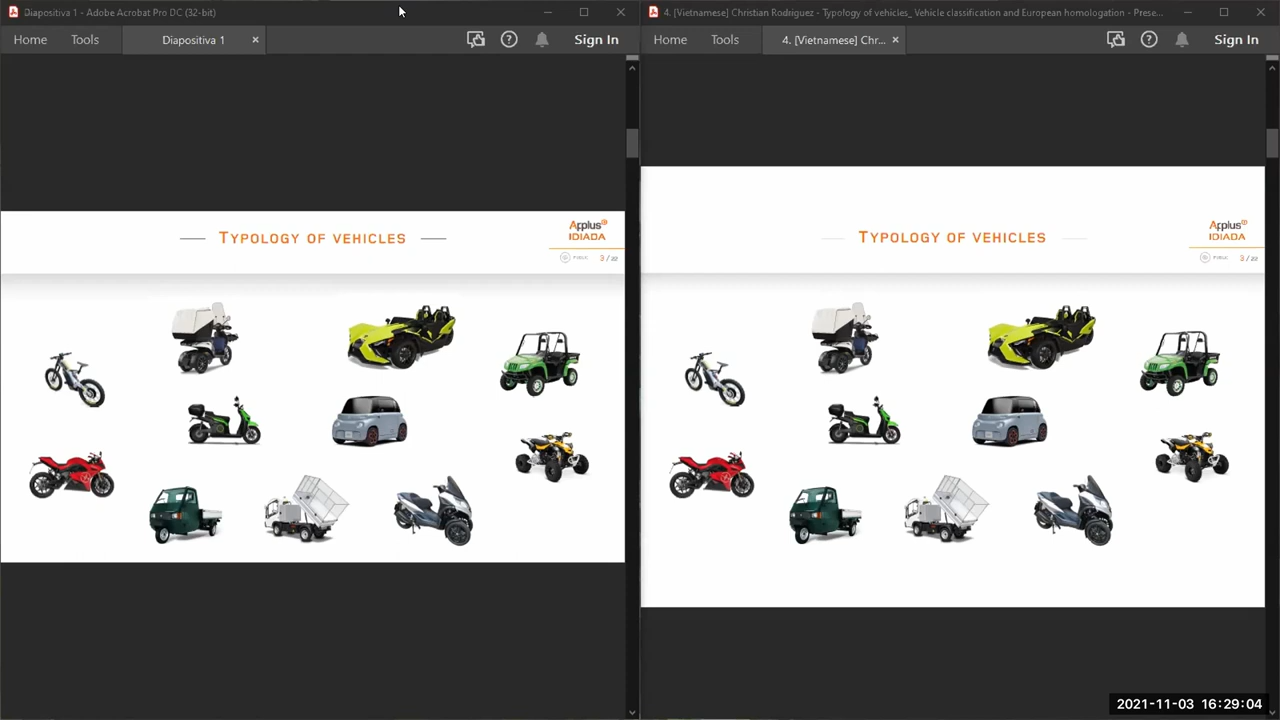 Diapositiva 1 - Adobe Acrobat Pro DC (32-bit)
Home
Tools
Diapositiva 1
Sign In
TYPOLOGY OF VEHICLES
Applus
IDIADA
3 / 22
4. [Vietnamese] Christian Rodriguez - Typology of vehicles_ Vehicle classification and European homologation - Prese...
Home
Tools
4. [Vietnamese] Chr...
Sign In
TYPOLOGY OF VEHICLES
Applus
IDIADA
3 / 22
2021-11-03 16:29:04